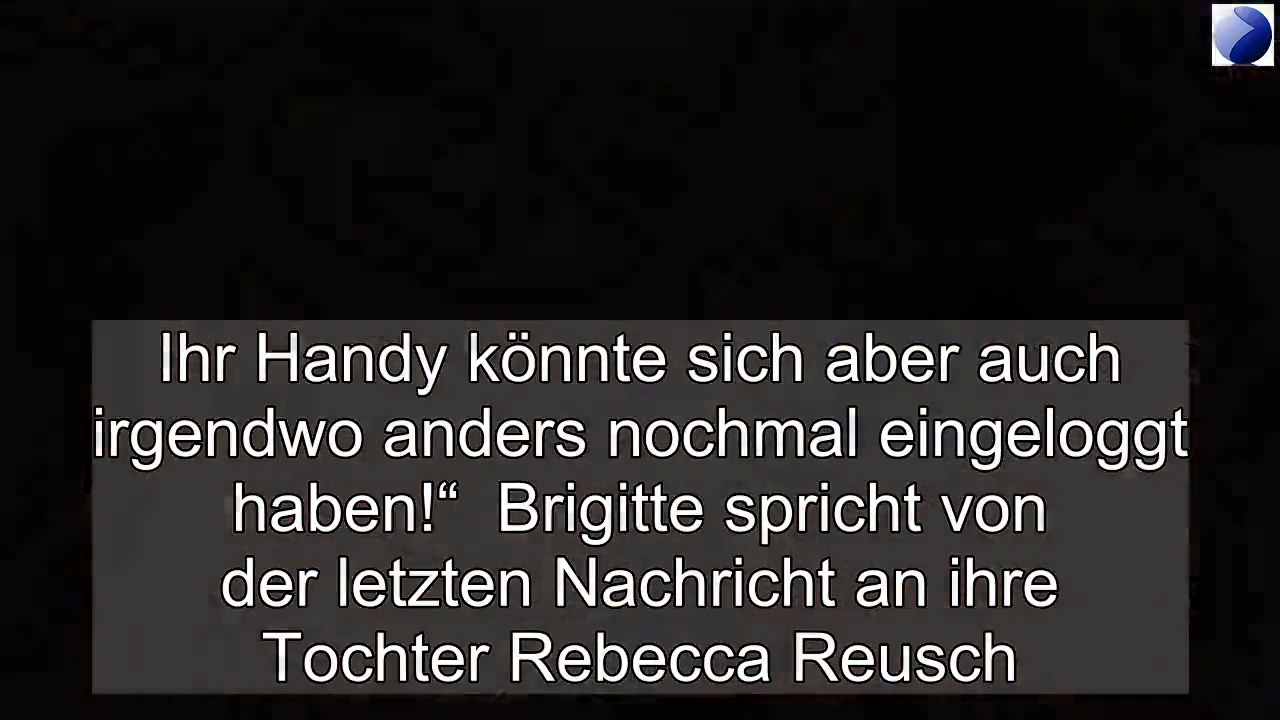 Ihr Handy könnte sich aber auch
irgendwo anders nochmal eingeloggt
haben!“  Brigitte spricht von
der letzten Nachricht an ihre
Tochter Rebecca Reusch